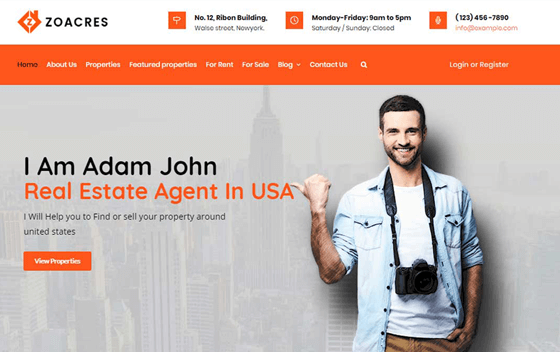 ZOACRES
No. 12, Ribon Building,
Walse street, Newyork.
Monday-Friday: 9am to 5pm
Saturday / Sunday: Closed
( 123) 456 -7890
info@example.com
Home About Us Properties Featured properties For Rent For Sale Blog Contact Us Login or Register
I Am Adam John
Real Estate Agent In USA
I Will Help you to Find or sell your property around
united states
View Properties